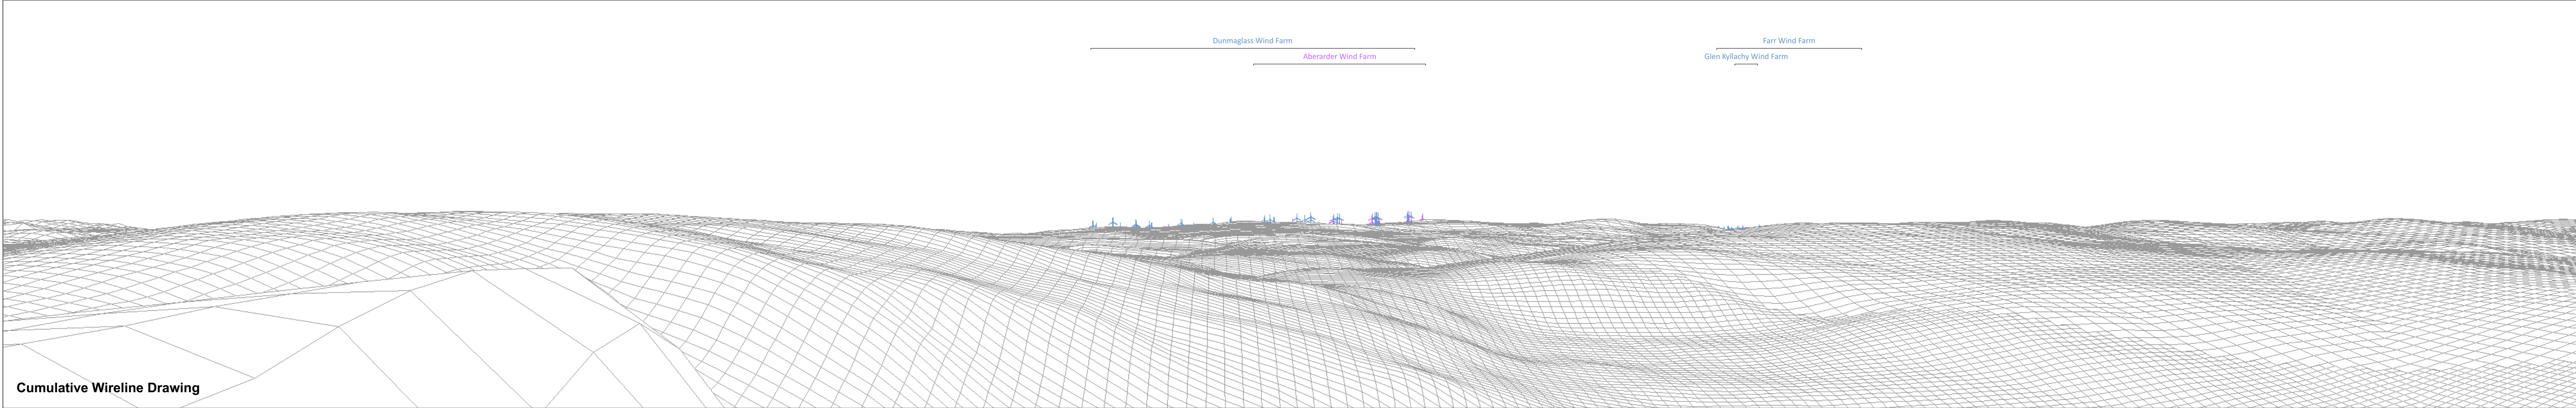 Dunmaglass Wind Farm
Farr Wind Farm
Aberarder Wind Farm
Glen Kyllachy Wind Farm
Cumulative Wireline Drawing